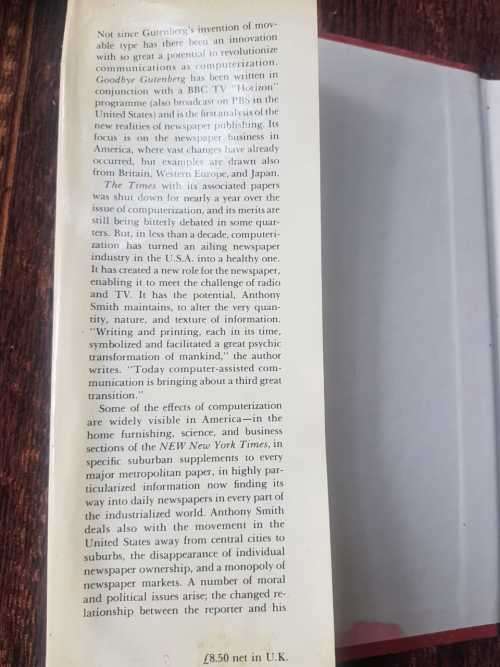 Not since Gutenberg's invention of mov-
able type has there been an innovation
with so great a potential to revolutionize
communications as computerization.
Goodbye Gutenberg has been written in
conjunction with a BBC TV "Horizon"
programme (also broadcast on PBS in the
United States) and is the first analysis of the
new realities of newspaper publishing. Its
focus is on the newspaper business in
America, where vast changes have already
occurred, but examples are drawn also
from Britain, Western Europe, and Japan.
The Times with its associated papers
was shut down for nearly a year over the
issue of computerization, and its merits are
still being bitterly debated in some quar-
ters. But, in less than a decade, computeri-
zation has turned an ailing newspaper
industry in the U.S.A. into a healthy one.
It has created a new role for the newspaper,
enabling it to meet the challenge of radio
and TV. It has the potential, Anthony
Smith maintains, to alter the very quan-
tity, nature, and texture of information.
"Writing and printing, each in its time,
symbolized and facilitated a great psychic
transformation of mankind," the author
writes. "Today computer-assisted com-
munication is bringing about a third great
transition."
Some of the effects of computerization
are widely visible in America—in the
home furnishing, science, and business
sections of the NEW New York Times, in
specific suburban supplements to every
major metropolitan paper, in highly par-
ticularized information now finding its
way into daily newspapers in every part of
the industrialized world. Anthony Smith
deals also with the movement in the
United States away from central cities to
suburbs, the disappearance of individual
newspaper ownership, and a monopoly of
newspaper markets. A number of moral
and political issues arise; the changed re-
lationship between the reporter and his
£8.50 net in U.K.